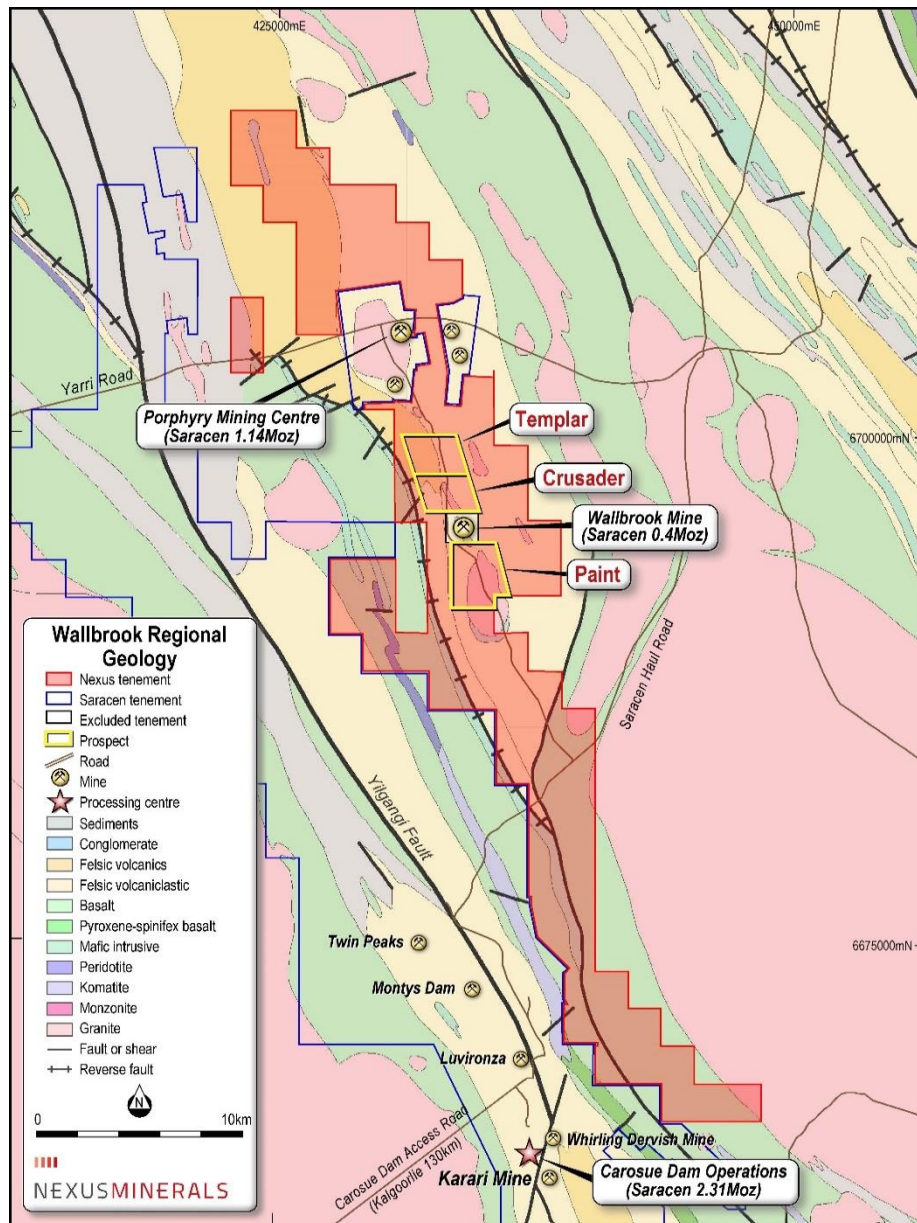 425000mE
450000mE
Yarri Road
Porphyry Mining Centre
(Saracen 1.14Moz)
Templar
6700000mN
Crusader
Wallbrook Mine
(Saracen 0.4Moz)
Paint
Saracen Haul Road
Yilgangi Fault
Wallbrook Regional
Geology
Nexus tenement
Saracen tenement
Excluded tenement
Prospect
Road
Mine
Processing centre
Sediments
Conglomerate
Felsic volcanics
Felsic volcaniclastic
Basalt
Pyroxene-spinifex basalt
Mafic intrusive
Peridotite
Komatite
Monzonite
Granite
Fault or shear
Reverse fault
N
0 10km
NEXUSMINERALS
Twin Peaks
6675000mN
Montys Dam
Luvironza
Carosue Dam Access Road
(Kalgoorlie 130km)
Whirling Dervish Mine
Karari Mine
Carosue Dam Operations
(Saracen 2.31Moz)